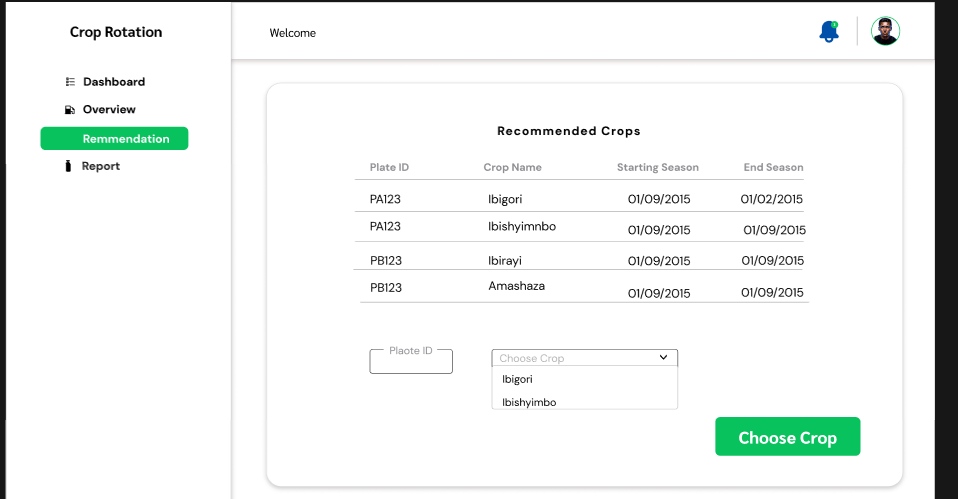 Crop Rotation
Welcome
Dashboard
Overview
Remmendation
Report
Recommended Crops
Plate ID Crop Name Starting Season End Season
PA123 Ibigori 01/09/2015 01/02/2015
PA123 Ibishyimnbo 01/09/2015 01/09/2015
PB123 Ibirayi 01/09/2015 01/09/2015
PB123 Amashaza 01/09/2015 01/09/2015
Plaote ID Choose Crop
Ibigori
Ibishyimbo
Choose Crop